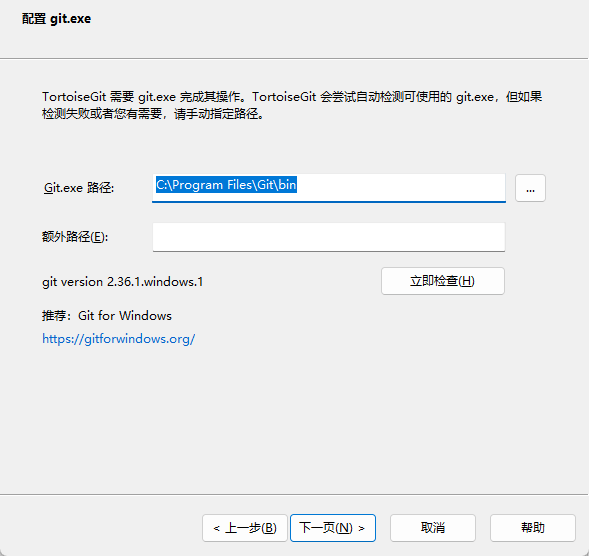 配置 git.exe
TortoiseGit 需要 git.exe 完成其操作。TortoiseGit 会尝试自动检测可使用的 git.exe，但如果
检测失败或者您有需要，请手动指定路径。
Git.exe 路径:
C:\Program Files\Git\bin
...
额外路径(E):
git version 2.36.1.windows.1
立即检查(H)
推荐：Git for Windows
https://gitforwindows.org/
< 上一步(B)
下一页(N) >
取消
帮助